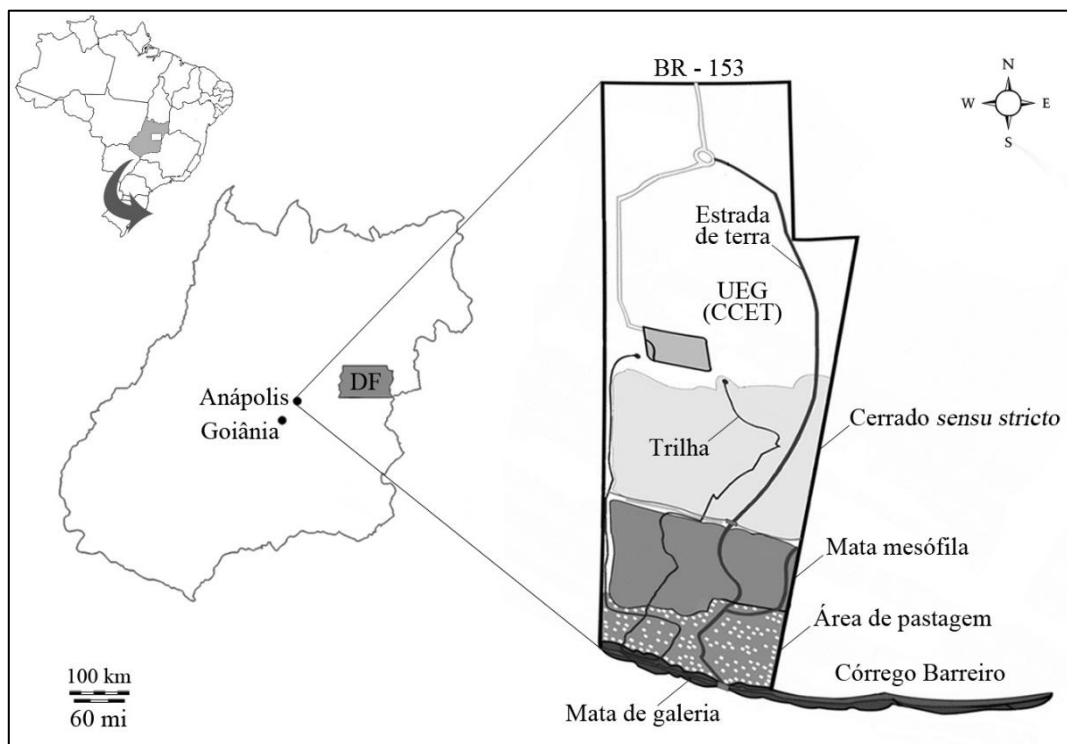 BR - 153
N
W
E
S
Estrada
de terra
UEG
(CCET)
DF
Anápolis
Goiânia
Cerrado sensu stricto
Trilha
Mata mesófila
Área de pastagem
Córrego Barreiro
100 km
60 mi
Mata de galeria